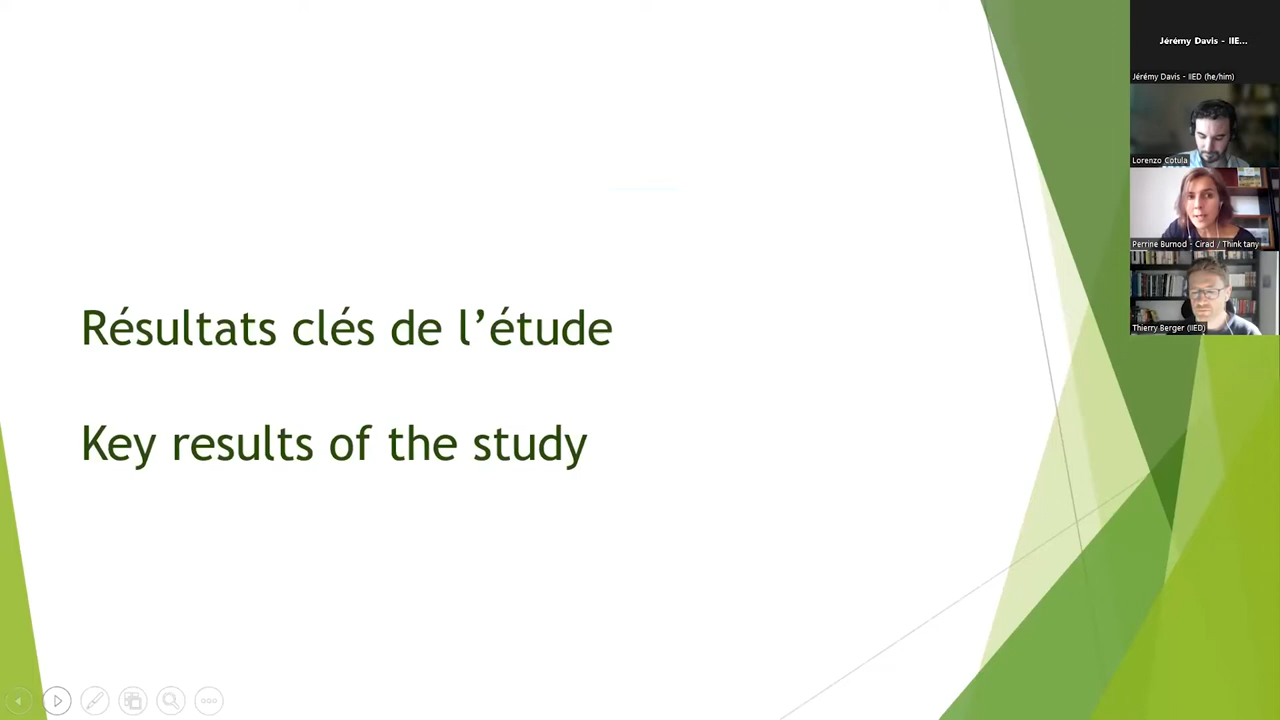 Résultats clés de l’étude
Key results of the study
Jérémy Davis - IIE...
Jérémy Davis - IIED (he/him)
Lorenzo Cotula
Perrine Burnod - Cirad / Think tany
Thierry Berger (IIED)